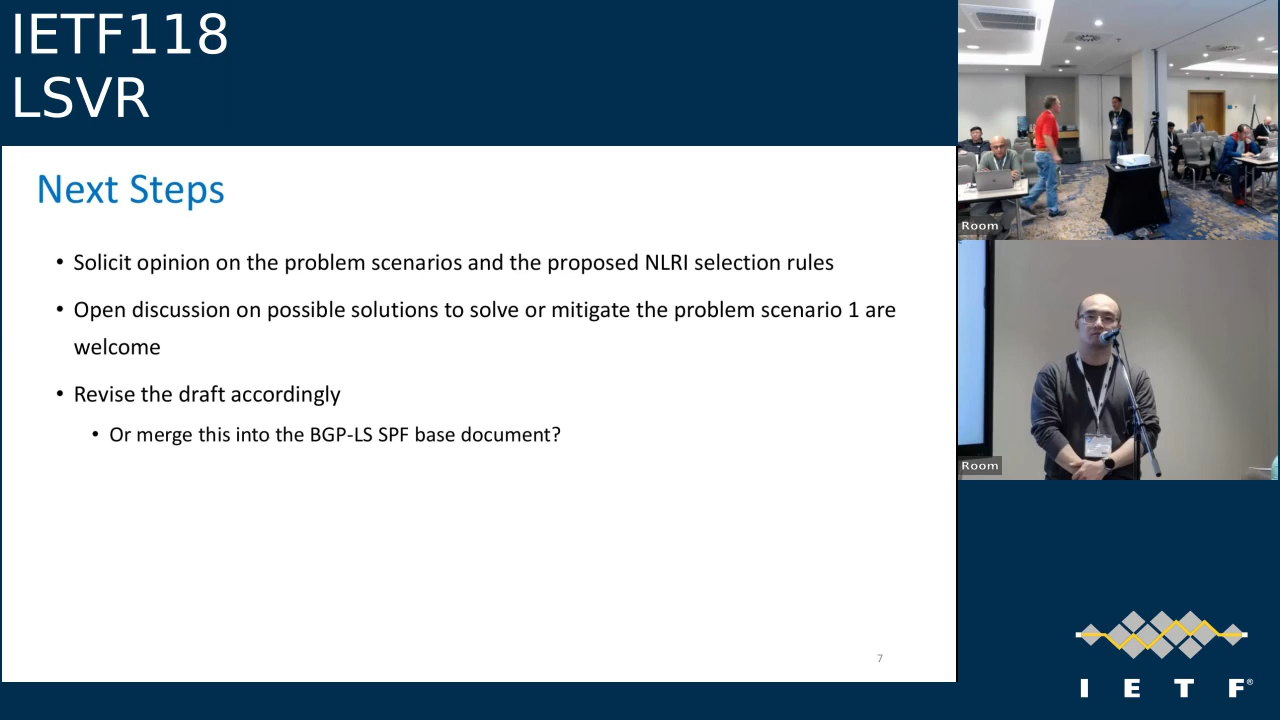 IETF118
LSVR
Next Steps
• Solicit opinion on the problem scenarios and the proposed NLRI selection rules
• Open discussion on possible solutions to solve or mitigate the problem scenario 1 are
welcome
• Revise the draft accordingly
• Or merge this into the BGP-LS SPF base document?
7
Room
Room
I E T F®